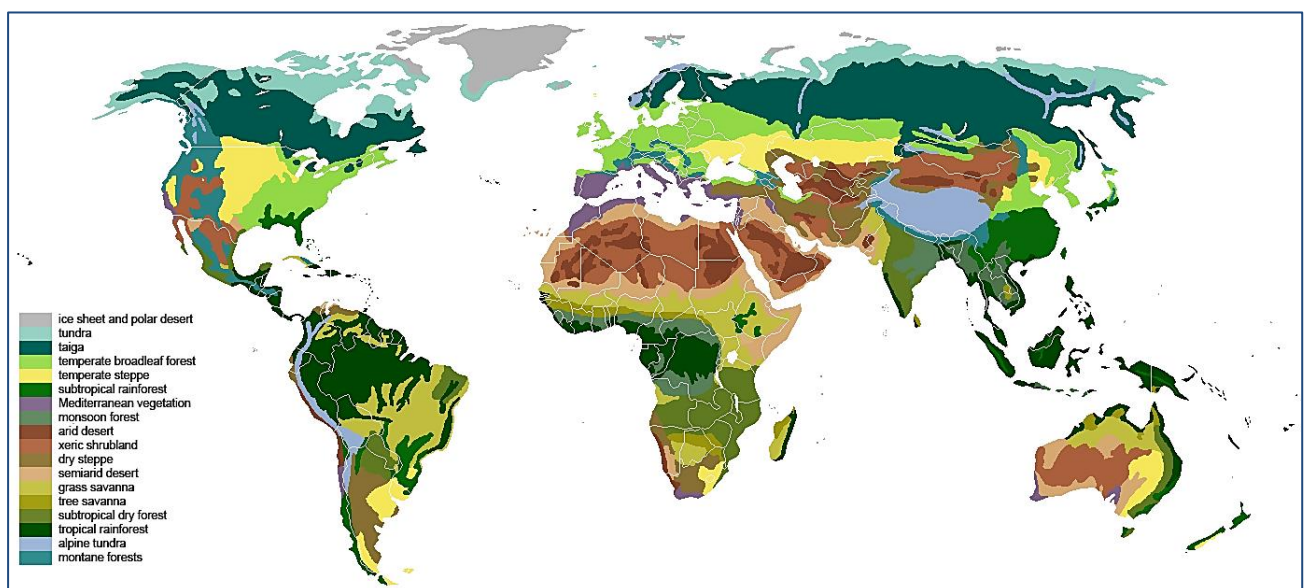 ice sheet and polar desert
tundra
taiga
temperate broadleaf forest
temperate steppe
subtropical rainforest
Mediterranean vegetation
monsoon forest
arid desert
xeric shrubland
dry steppe
semiarid desert
grass savanna
tree savanna
subtropical dry forest
tropical rainforest
alpine tundra
montane forests